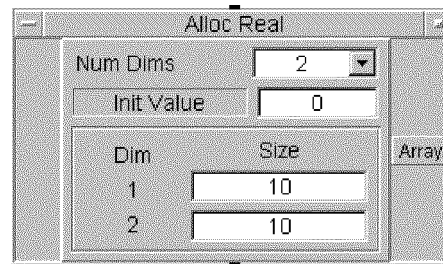 Alloc Real
Num Dims 2
Init Value 0
Dim Size
Array
1 10
2 10